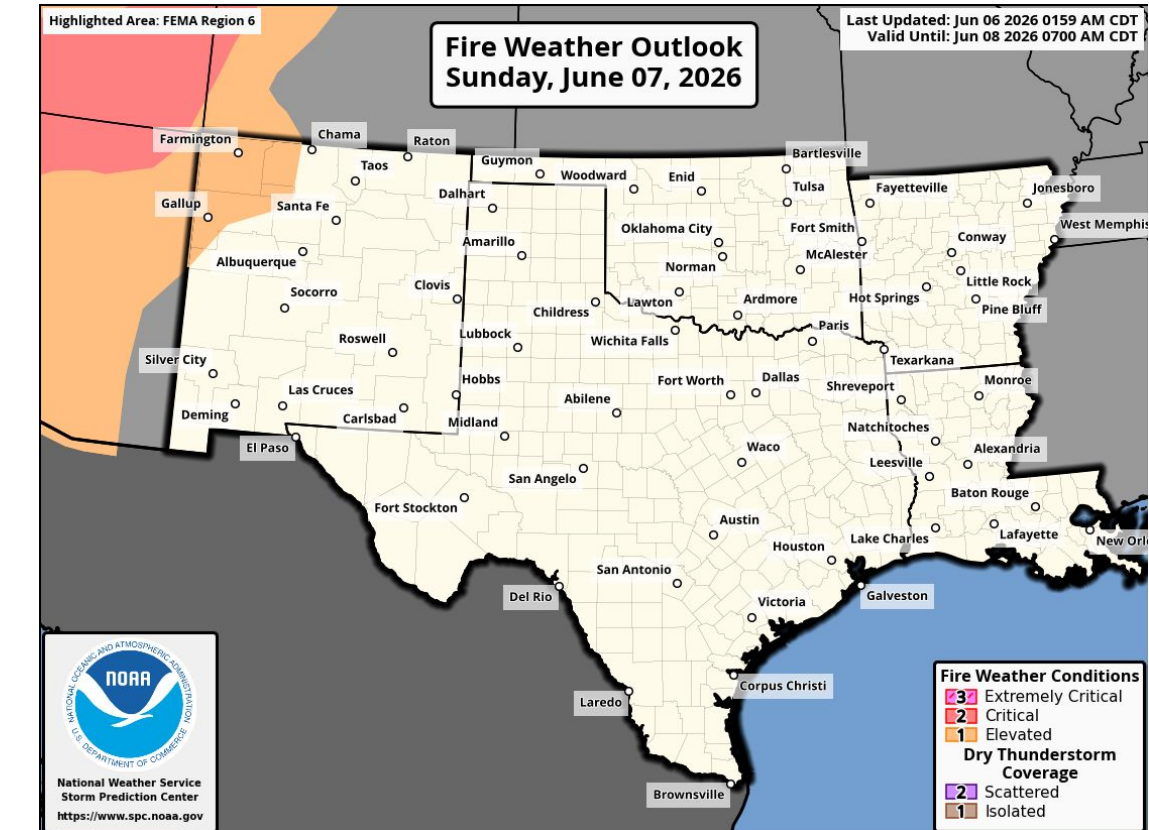 Highlighted Area: FEMA Region 6
Fire Weather Outlook
Sunday, June 07, 2026
Last Updated: Jun 06 2026 0159 AM CDT
Valid Until: Jun 08 2026 0700 AM CDT
Farmington
Chama
Raton
Taos
Guymon
Woodward
Enid
Bartlesville
Tulsa
Fayetteville
Jonesboro
Gallup
Santa Fe
Dalhart
Oklahoma City
Fort Smith
West Memphis
Albuquerque
Amarillo
Norman
McAlester
Conway
Socorro
Clovis
Childress
Lawton
Ardmore
Hot Springs
Little Rock
Pine Bluff
Roswell
Lubbock
Wichita Falls
Paris
Texarkana
Silver City
Las Cruces
Hobbs
Fort Worth
Dallas
Shreveport
Monroe
Deming
Carlsbad
Midland
Abilene
Natchitoches
El Paso
San Angelo
Waco
Leesville
Alexandria
Fort Stockton
Austin
Baton Rouge
Houston
Lake Charles
Lafayette
New Orl
San Antonio
Del Rio
Victoria
Galveston
Laredo
Corpus Christi
Brownsville
NATIONAL OCEANIC AND ATMOSPHERIC ADMINISTRATION
NOAA
U.S. DEPARTMENT OF COMMERCE
National Weather Service
Storm Prediction Center
https://www.spc.noaa.gov
Fire Weather Conditions
3 Extremely Critical
2 Critical
1 Elevated
Dry Thunderstorm
Coverage
2 Scattered
1 Isolated